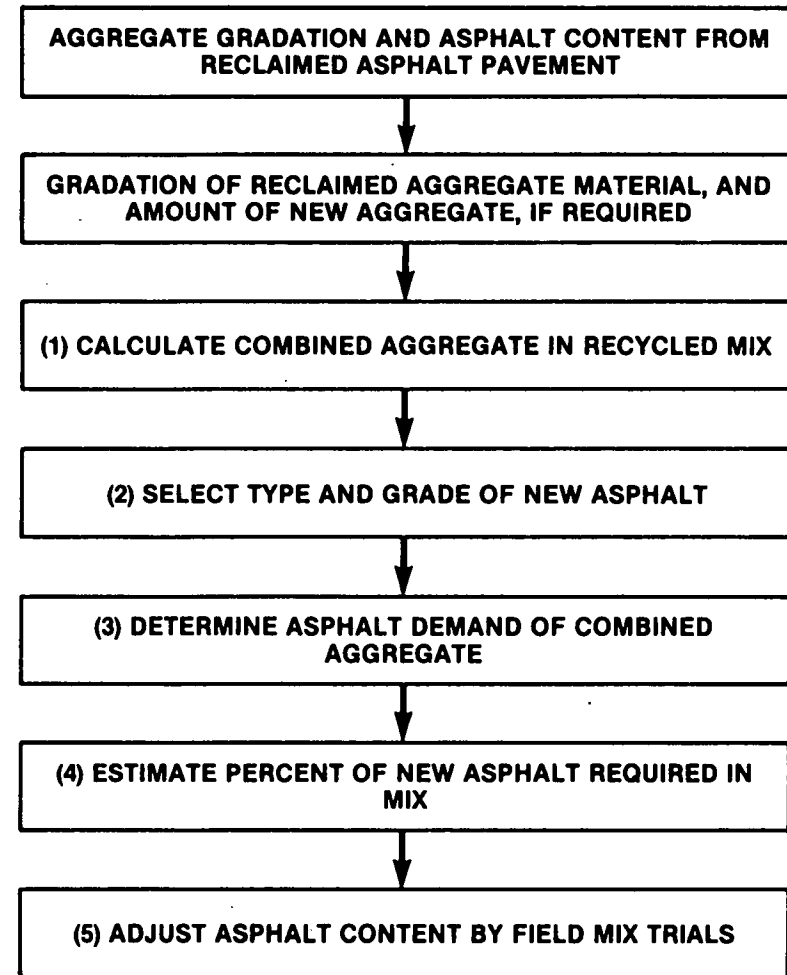 AGGREGATE GRADATION AND ASPHALT CONTENT FROM
RECLAIMED ASPHALT PAVEMENT
GRADATION OF RECLAIMED AGGREGATE MATERIAL, AND
AMOUNT OF NEW AGGREGATE, IF REQUIRED
(1) CALCULATE COMBINED AGGREGATE IN RECYCLED MIX
(2) SELECT TYPE AND GRADE OF NEW ASPHALT
(3) DETERMINE ASPHALT DEMAND OF COMBINED
AGGREGATE
(4) ESTIMATE PERCENT OF NEW ASPHALT REQUIRED IN
MIX
(5) ADJUST ASPHALT CONTENT BY FIELD MIX TRIALS